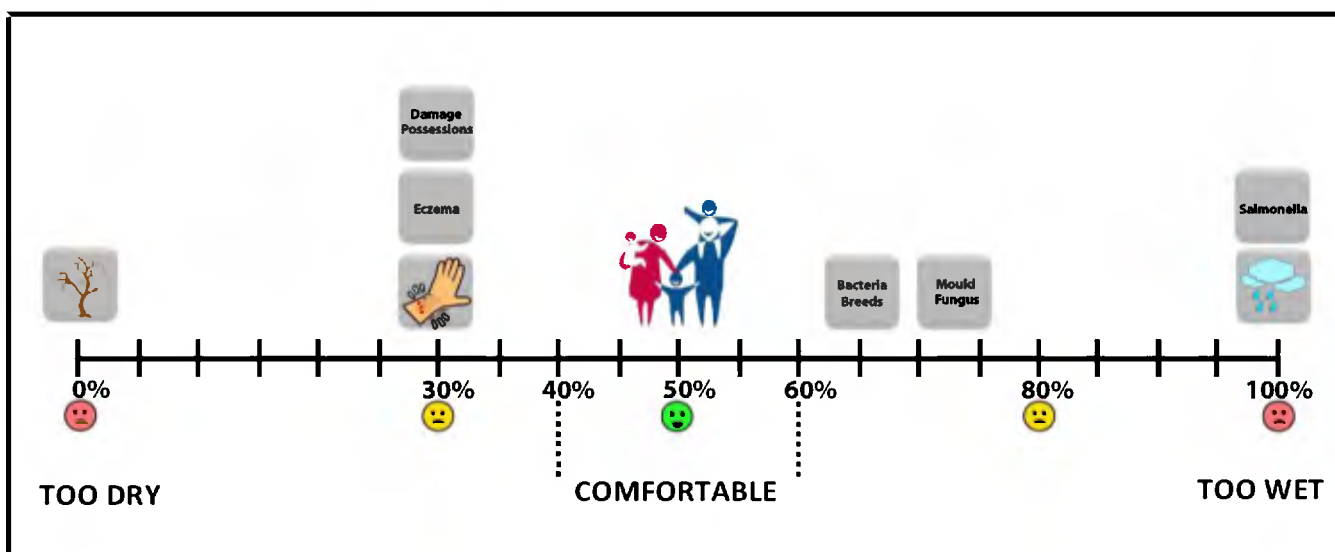 Damage
Possessions
Eczema
Salmonella
Bacteria
Breeds
Mould
Fungus
0%
30%
40%
50%
60%
80%
100%
TOO DRY
COMFORTABLE
TOO WET